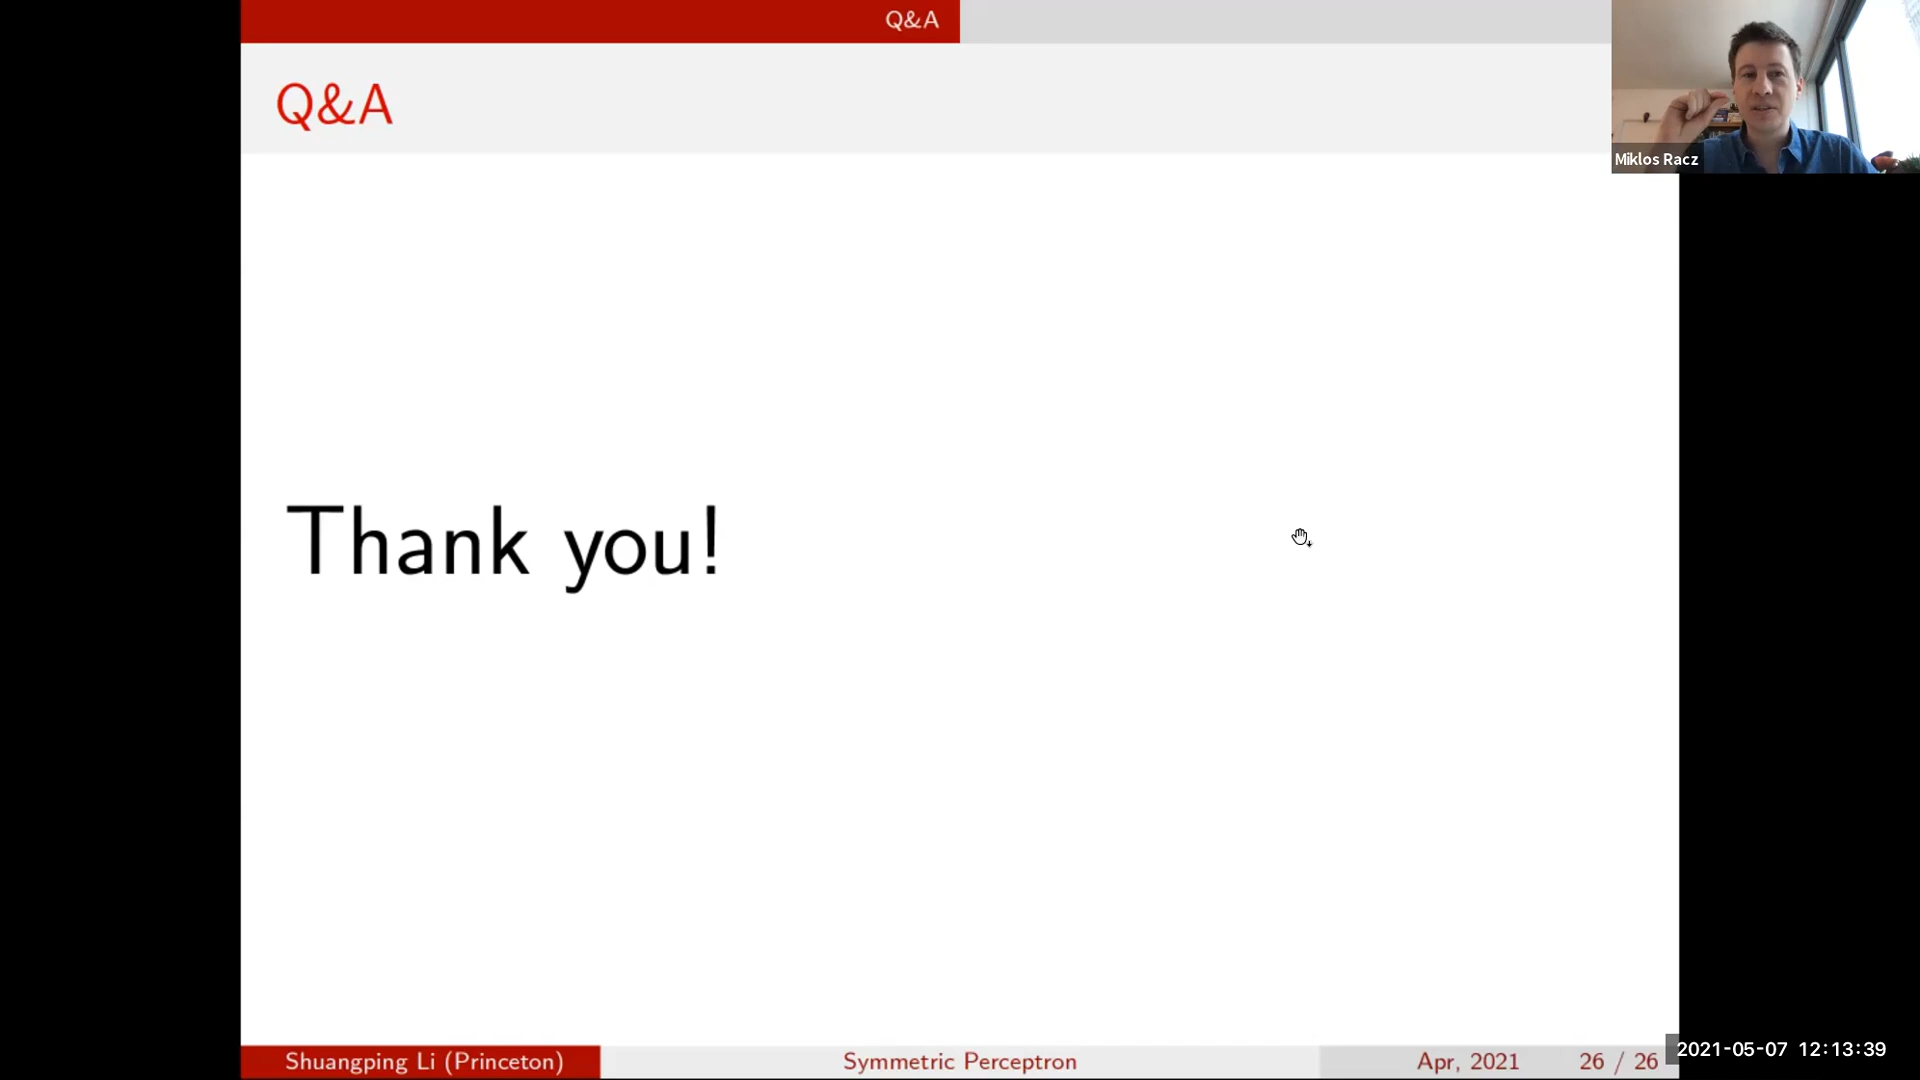 Q&A
Q&A
Miklos Racz
Thank you!
Shuangping Li (Princeton) Symmetric Perceptron Apr, 2021 26 / 26
2021-05-07 12:13:39